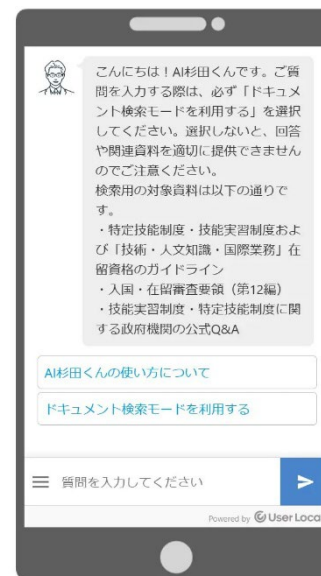 こんにちは！AI杉田くんです。ご質
問を入力する際は、必ず「ドキュメ
ント検索モードを利用する」を選択
してください。選択しないと、回答
や関連資料を適切に提供できません
のでご注意ください。
検索用の対象資料は以下の通りで
す。
・特定技能制度・技能実習制度およ
び「技術・人文知識・国際業務」在
留資格のガイドライン
・入国・在留審査要領（第12編）
・技能実習制度・特定技能制度に関
する政府機関の公式Q&A
AI杉田くんの使い方について
ドキュメント検索モードを利用する
質問を入力してください
Powered by User Loca